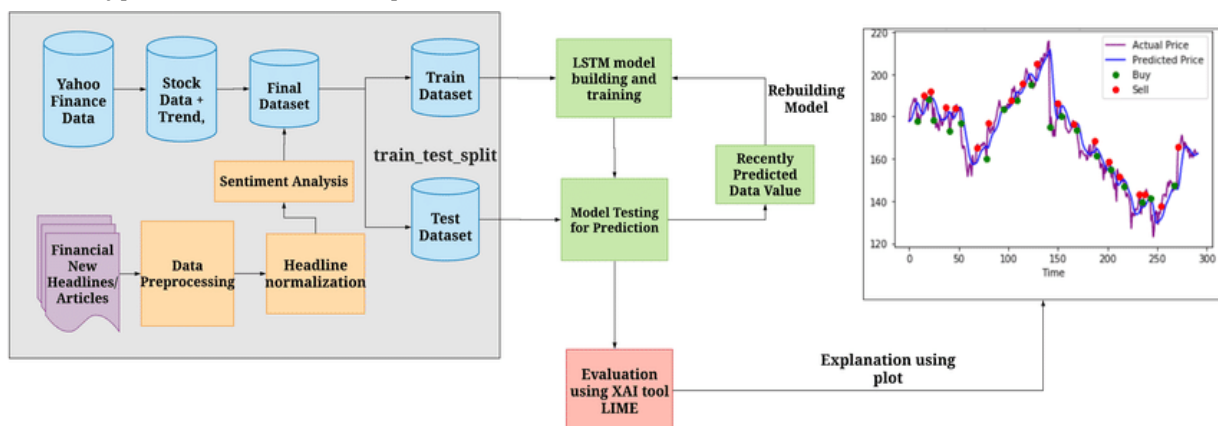 Yahoo
Finance
Data
Stock
Data +
Trend,
Final
Dataset
Train
Dataset
train_test_split
Test
Dataset
Sentiment Analysis
Financial
New
Headlines/
Articles
Data
Preprocessing
Headline
normalization
LSTM model
building and
training
Rebuilding
Model
Recently
Predicted
Data Value
Model Testing
for Prediction
Evaluation
using XAI tool
LIME
Explanation using
plot
220
200
180
160
140
120
0
50
100
150
200
250
300
Time
Actual Price
Predicted Price
Buy
Sell